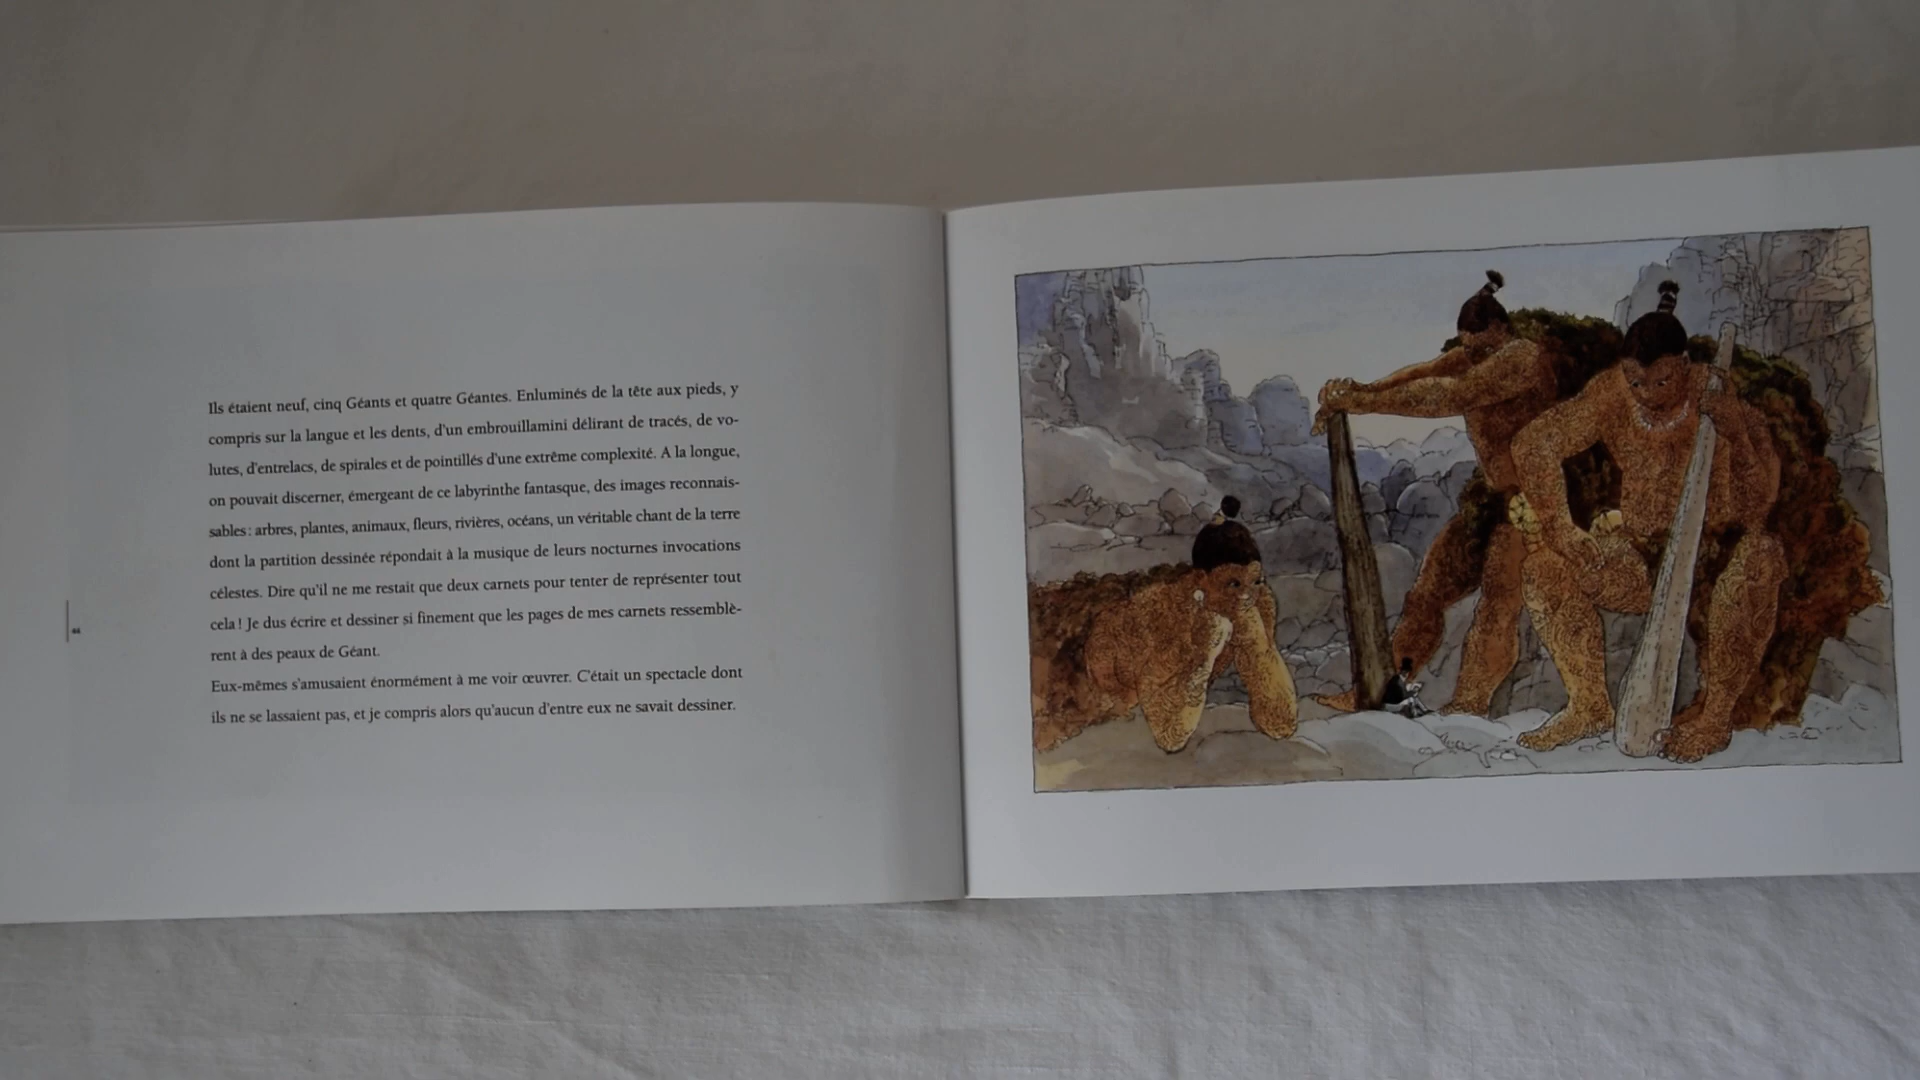 Ils étaient neuf, cinq Géants et quatre Géantes. Enluminés de la tête aux pieds, y
compris sur la langue et les dents, d'un embrouillamini délirant de tracés, de vo-
lutes, d'entrelacs, de spirales et de pointillés d'une extrême complexité. A la longue,
on pouvait discerner, émergeant de ce labyrinthe fantasque, des images reconnais-
sables : arbres, plantes, animaux, fleurs, rivières, océans, un véritable chant de la terre
dont la partition dessinée répondait à la musique de leurs nocturnes invocations
célestes. Dire qu'il ne me restait que deux carnets pour tenter de représenter tout
cela ! Je dus écrire et dessiner si finement que les pages de mes carnets ressemblè-
rent à des peaux de Géant.
Eux-mêmes s'amusaient énormément à me voir œuvrer. C'était un spectacle dont
ils ne se lassaient pas, et je compris alors qu'aucun d'entre eux ne savait dessiner.